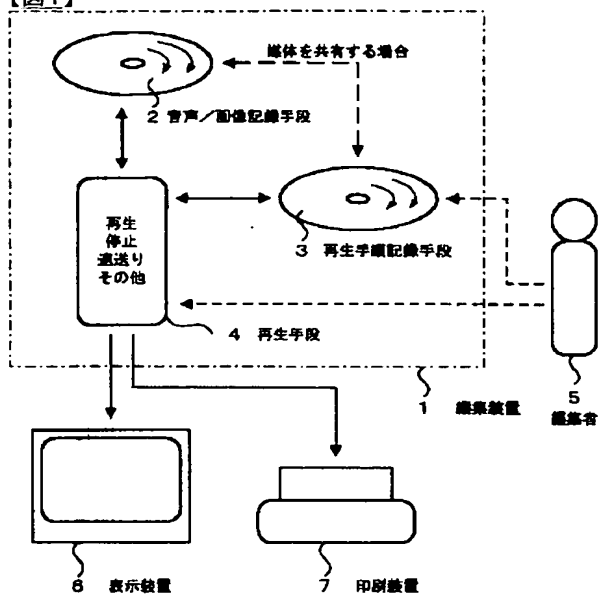 【図1】
媒体を共有する場合
2 音声／画像記録手段
再生
停止
速送り
その他
3 再生手順記録手段
4 再生手段
1 編集装置
5
編集者
6 表示装置
7 印刷装置